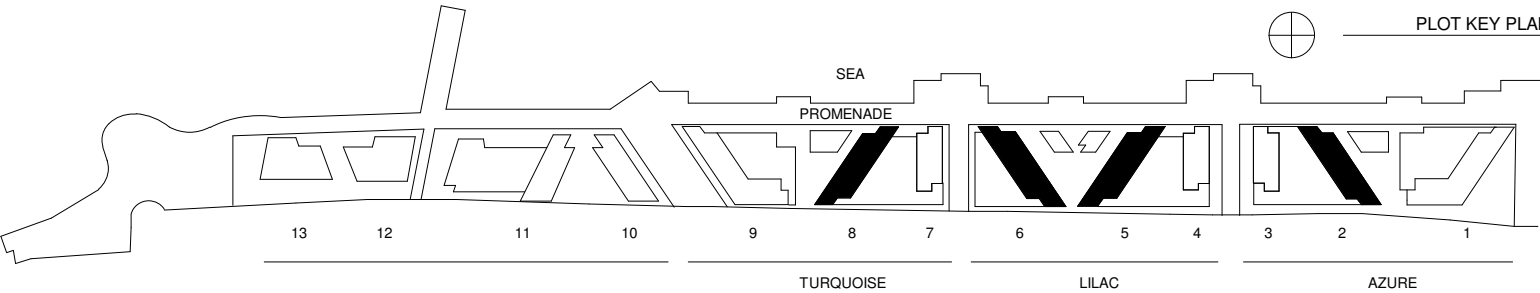 PLOT KEY PLA
SEA
PROMENADE
13 12 11 10 9 8 7 6 5 4 3 2 1
TURQUOISE LILAC AZURE